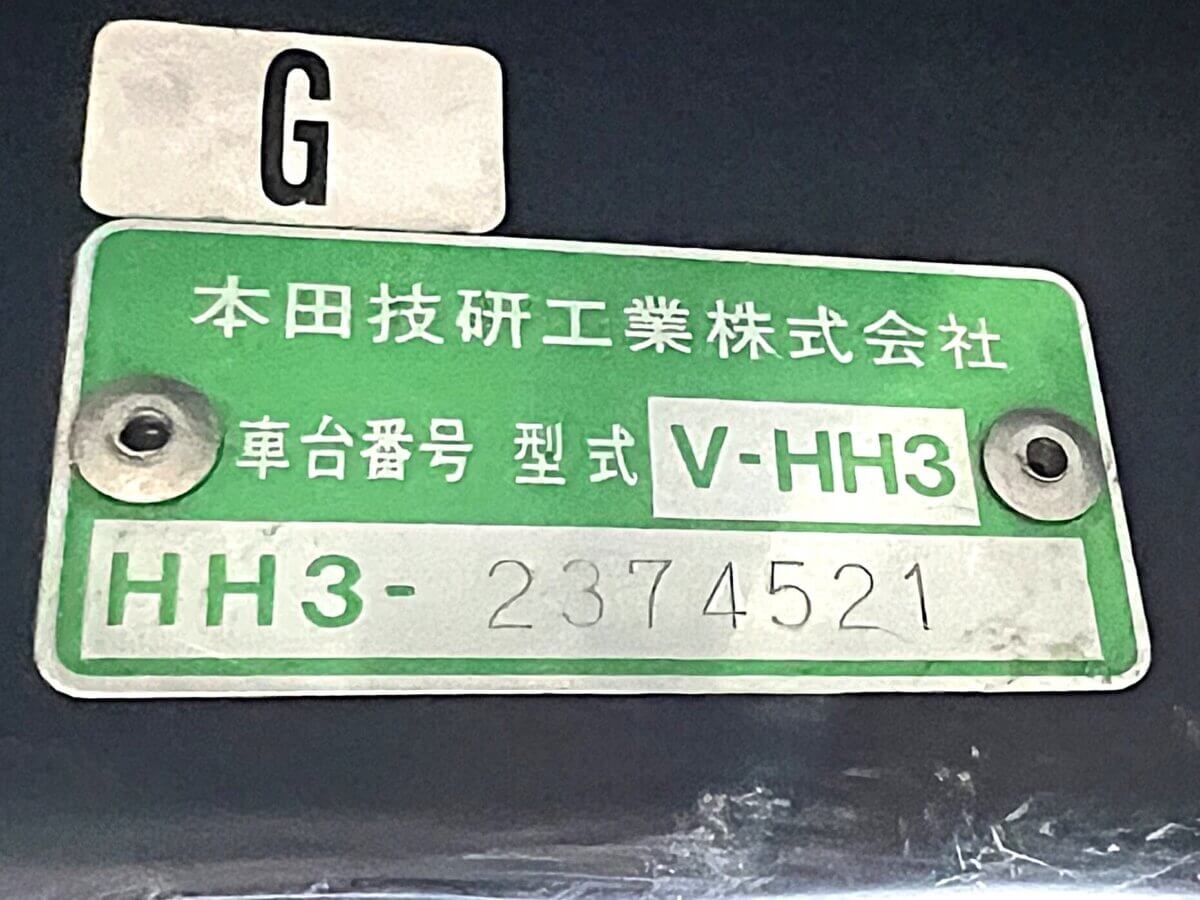 G
本田技研工業株式会社
車台番号 型式 V-HH3
HH3-2374521